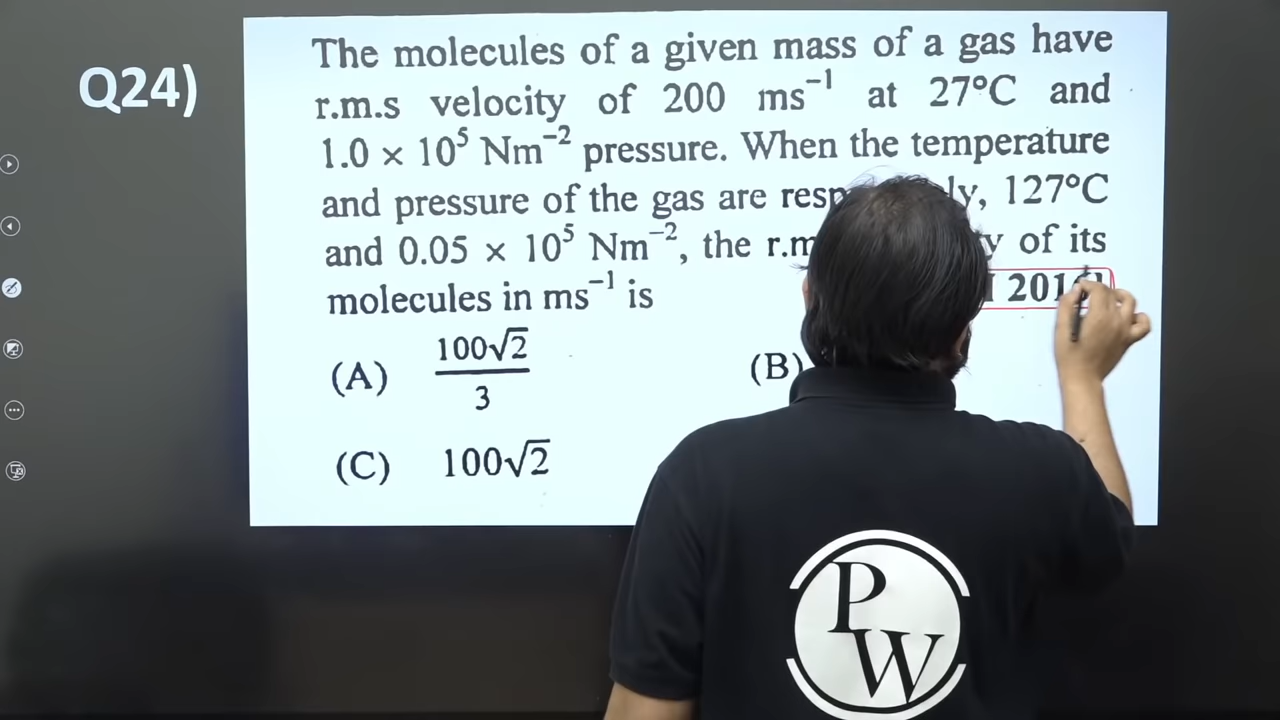 Q24)
The molecules of a given mass of a gas have
r.m.s velocity of 200 ms⁻¹ at 27°C and
1.0 × 10⁵ Nm⁻² pressure. When the temperature
and pressure of the gas are 127°C
and 0.05 × 10⁵ Nm⁻², the of its
molecules in ms⁻¹ is
(A) 100√2/3
(B)
(C) 100√2
PW